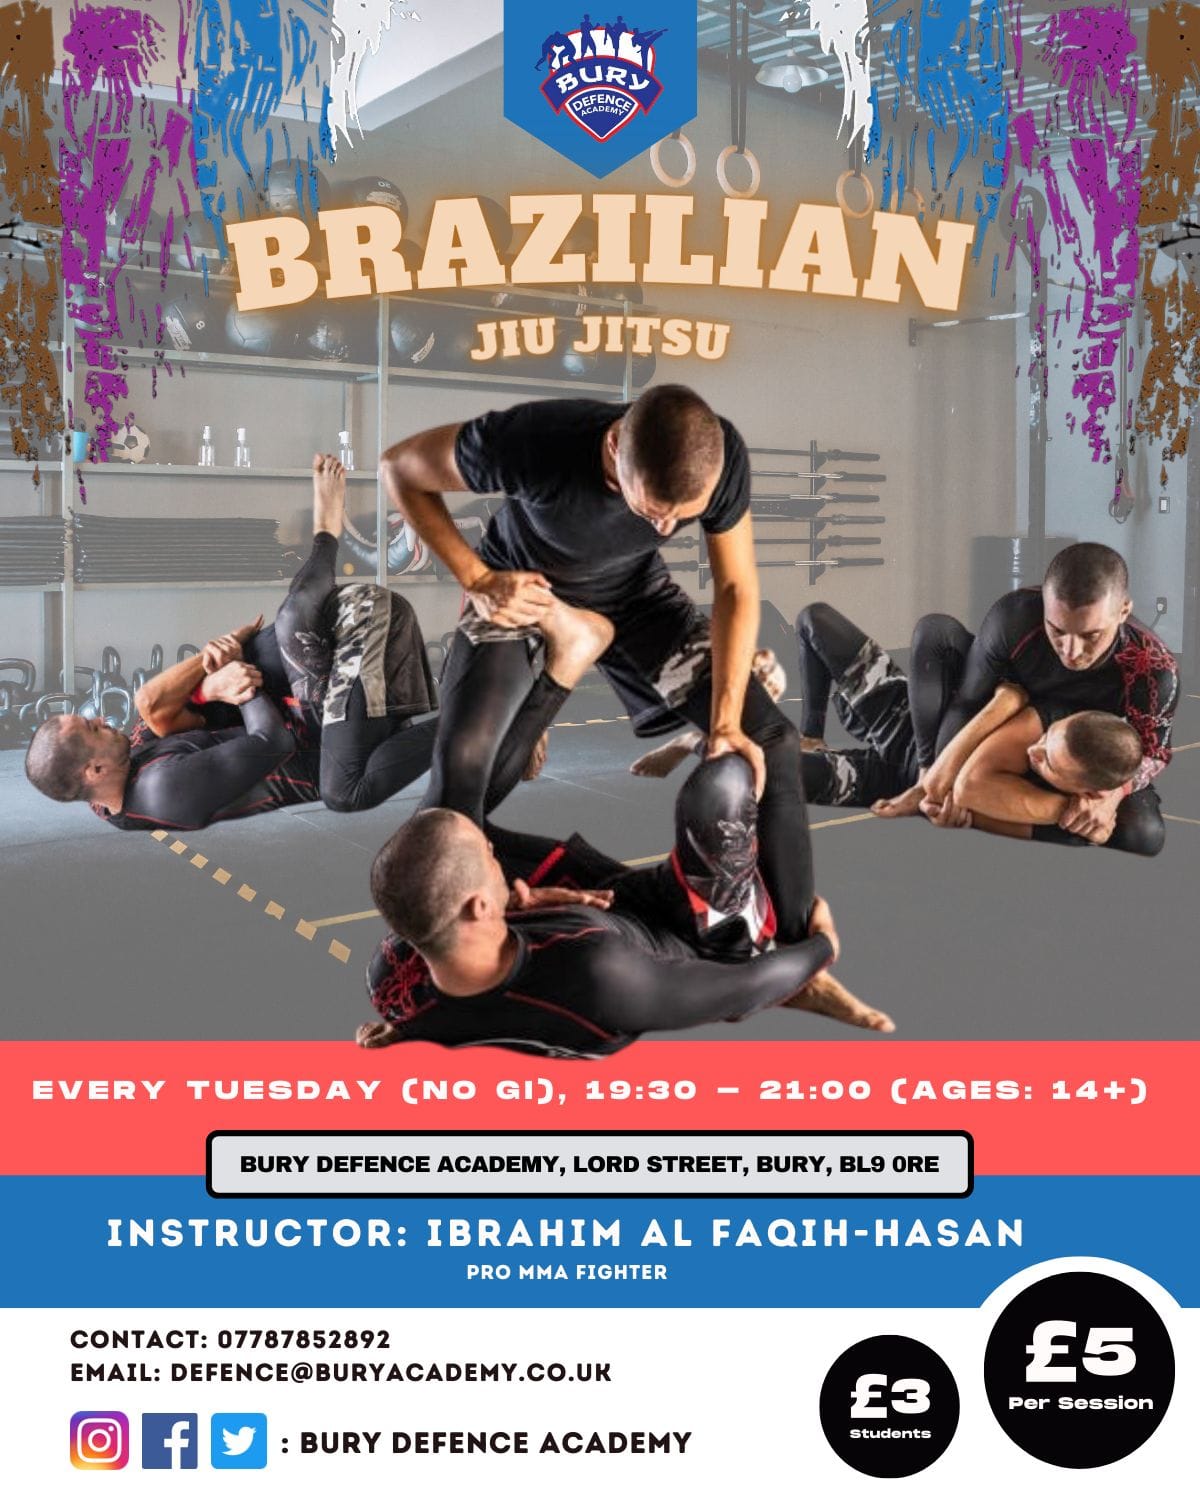 BURY
DEFENCE
ACADEMY
BRAZILIAN
JIU JITSU
EVERY TUESDAY (NO GI), 19:30 – 21:00 (AGES: 14+)
BURY DEFENCE ACADEMY, LORD STREET, BURY, BL9 0RE
INSTRUCTOR: IBRAHIM AL FAQIH-HASAN
PRO MMA FIGHTER
CONTACT: 07787852892
EMAIL: DEFENCE@BURYACADEMY.CO.UK
: BURY DEFENCE ACADEMY
£3
Students
£5
Per Session